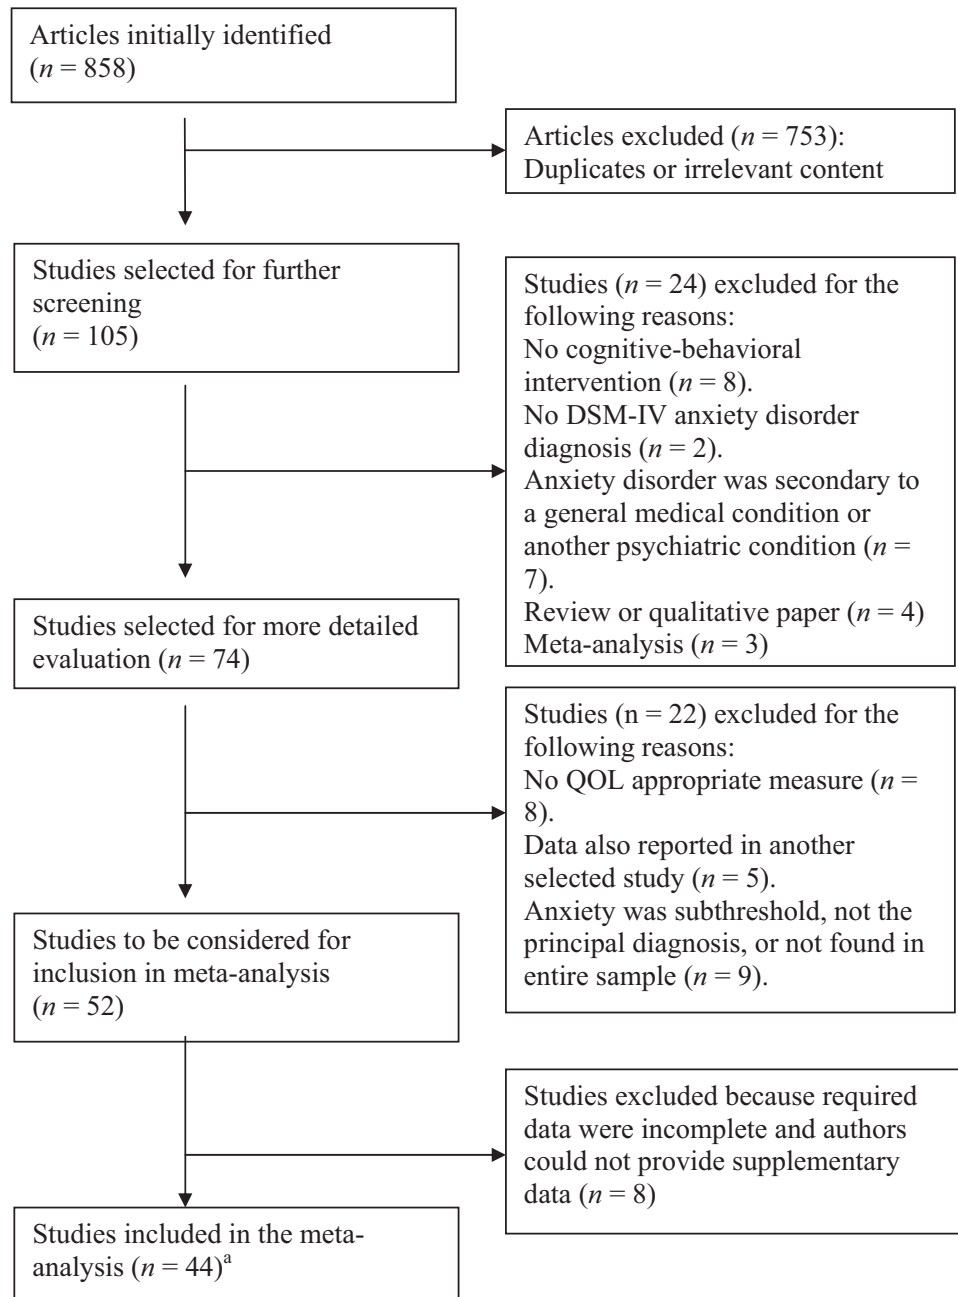 Articles initially identified
(n = 858)
Articles excluded (n = 753):
Duplicates or irrelevant content
Studies selected for further
screening
(n = 105)
Studies (n = 24) excluded for the
following reasons:
No cognitive-behavioral
intervention (n = 8).
No DSM-IV anxiety disorder
diagnosis (n = 2).
Anxiety disorder was secondary to
a general medical condition or
another psychiatric condition (n =
7).
Review or qualitative paper (n = 4)
Meta-analysis (n = 3)
Studies selected for more detailed
evaluation (n = 74)
Studies (n = 22) excluded for the
following reasons:
No QOL appropriate measure (n =
8).
Data also reported in another
selected study (n = 5).
Anxiety was subthreshold, not the
principal diagnosis, or not found in
entire sample (n = 9).
Studies to be considered for
inclusion in meta-analysis
(n = 52)
Studies excluded because required
data were incomplete and authors
could not provide supplementary
data (n = 8)
Studies included in the meta-
analysis (n = 44)a